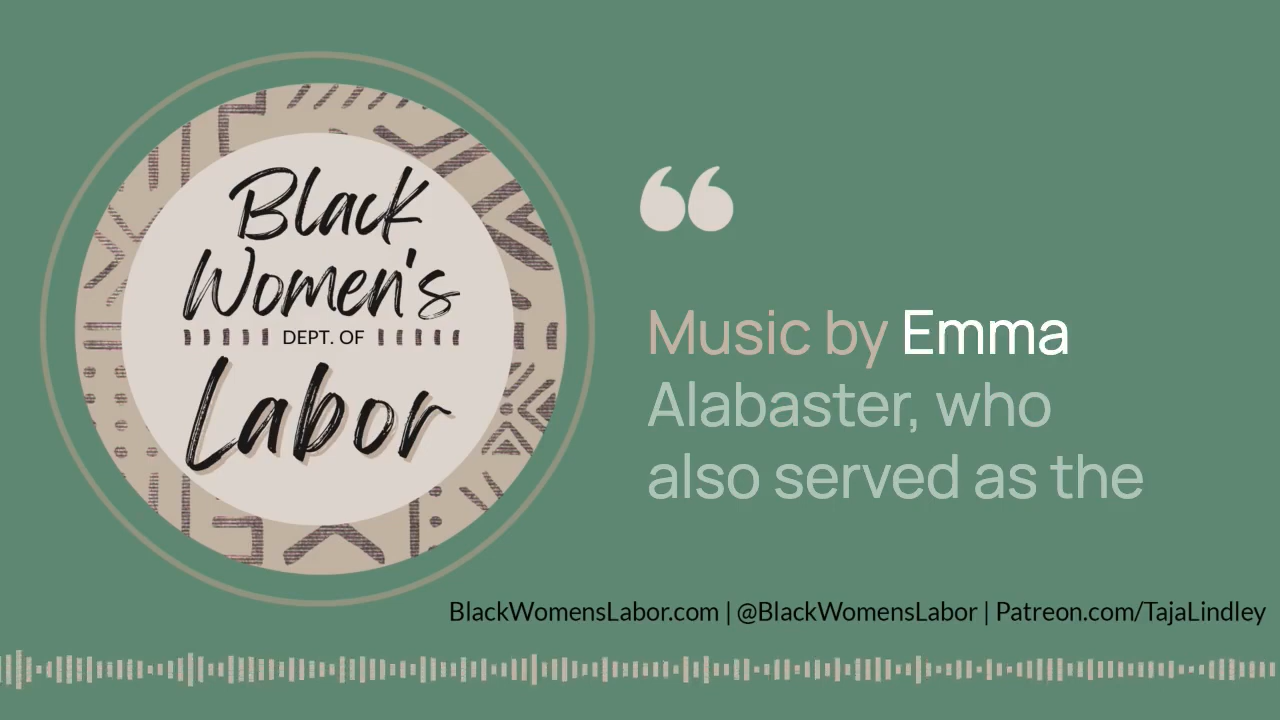 Black
Women's
DEPT. OF
Labor
“
Music by Emma
Alabaster, who
also served as the
BlackWomensLabor.com | @BlackWomensLabor | Patreon.com/TajaLindley